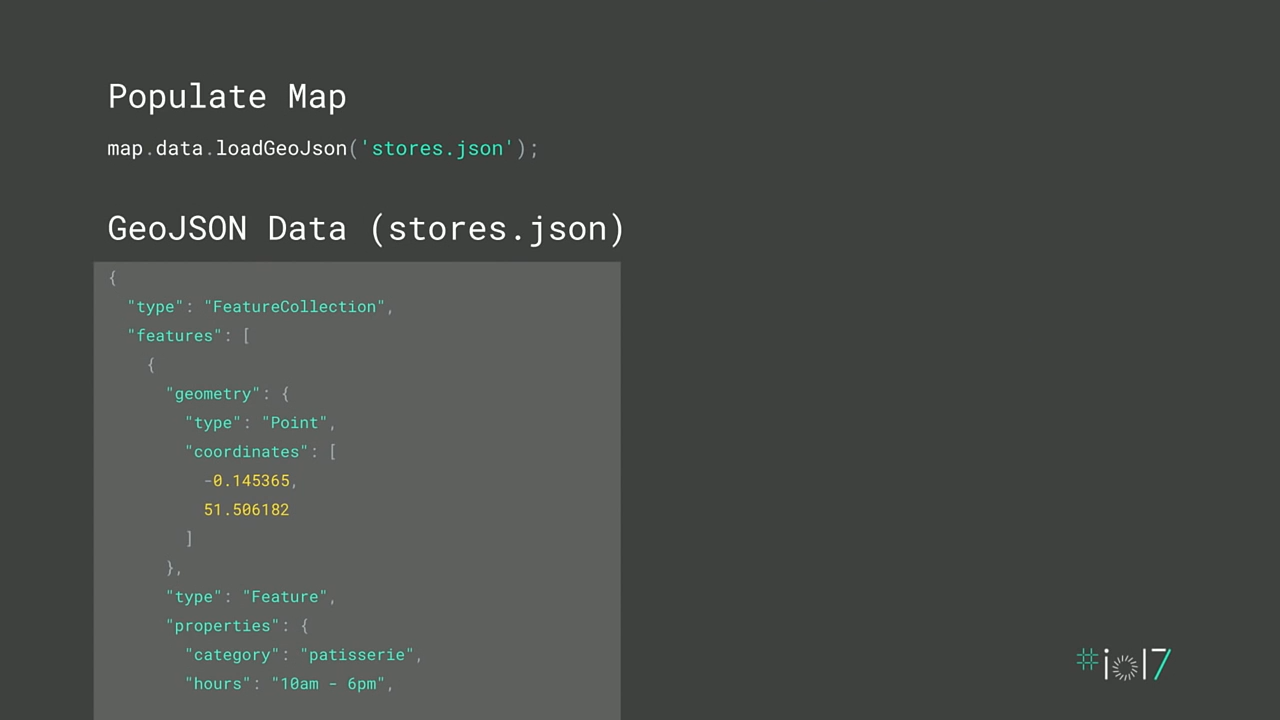 Populate Map
map.data.loadGeoJson('stores.json');
GeoJSON Data (stores.json)
{
  "type": "FeatureCollection",
  "features": [
    {
      "geometry": {
        "type": "Point",
        "coordinates": [
          -0.145365,
          51.506182
        ]
      },
      "type": "Feature",
      "properties": {
        "category": "patisserie",
        "hours": "10am - 6pm",
#io17